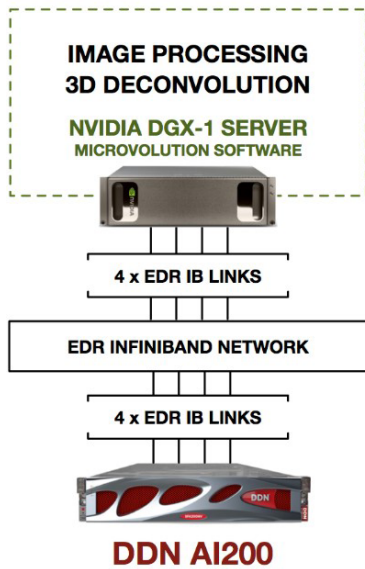 IMAGE PROCESSING
3D DECONVOLUTION
NVIDIA DGX-1 SERVER
MICROVOLUTION SOFTWARE
4 x EDR IB LINKS
EDR INFINIBAND NETWORK
4 x EDR IB LINKS
DDN
DDN AI200